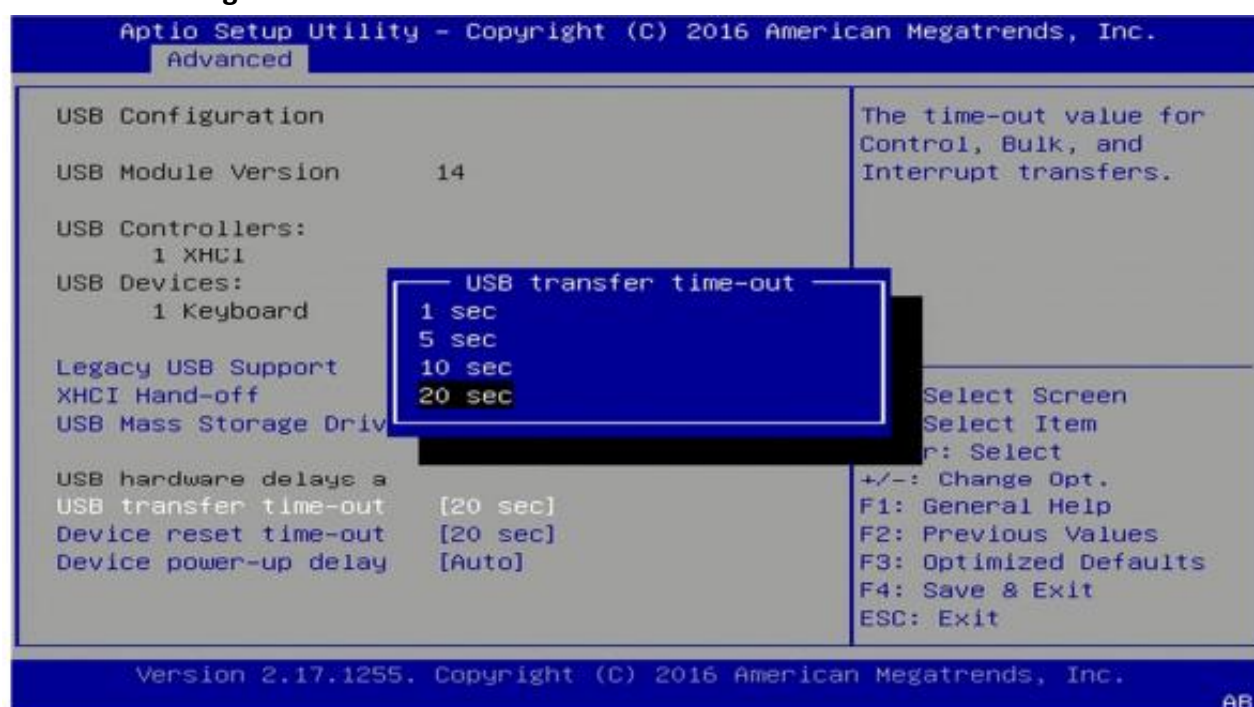 Aptio Setup Utility - Copyright (C) 2016 American Megatrends, Inc.
Advanced
USB Configuration
USB Module Version 14
USB Controllers:
1 XHCI
USB Devices:
1 Keyboard
Legacy USB Support
XHCI Hand-off
USB Mass Storage Driv
USB hardware delays a
USB transfer time-out [20 sec]
Device reset time-out [20 sec]
Device power-up delay [Auto]
USB transfer time-out
1 sec
5 sec
10 sec
20 sec
The time-out value for
Control, Bulk, and
Interrupt transfers.
Select Screen
Select Item
r: Select
+/-: Change Opt.
F1: General Help
F2: Previous Values
F3: Optimized Defaults
F4: Save & Exit
ESC: Exit
Version 2.17.1255. Copyright (C) 2016 American Megatrends, Inc.
AB